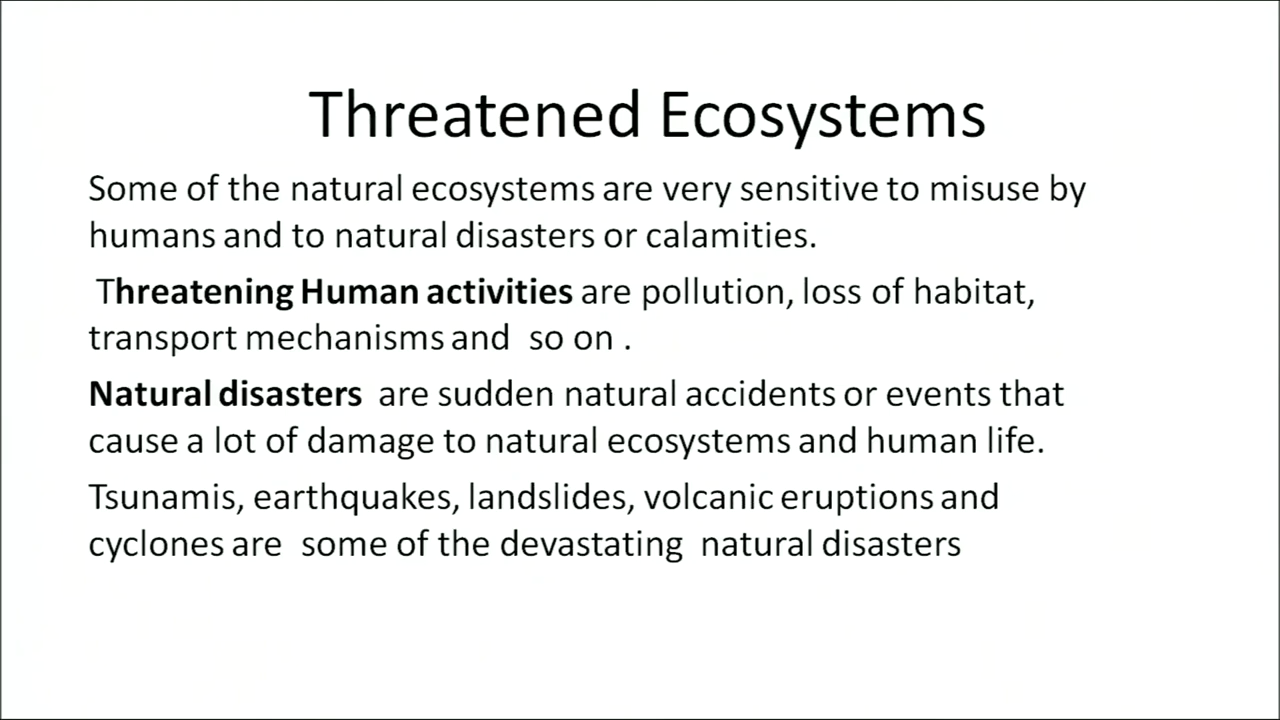 Threatened Ecosystems
Some of the natural ecosystems are very sensitive to misuse by
humans and to natural disasters or calamities.
Threatening Human activities are pollution, loss of habitat,
transport mechanisms and  so on .
Natural disasters  are sudden natural accidents or events that
cause a lot of damage to natural ecosystems and human life.
Tsunamis, earthquakes, landslides, volcanic eruptions and
cyclones are  some of the devastating  natural disasters